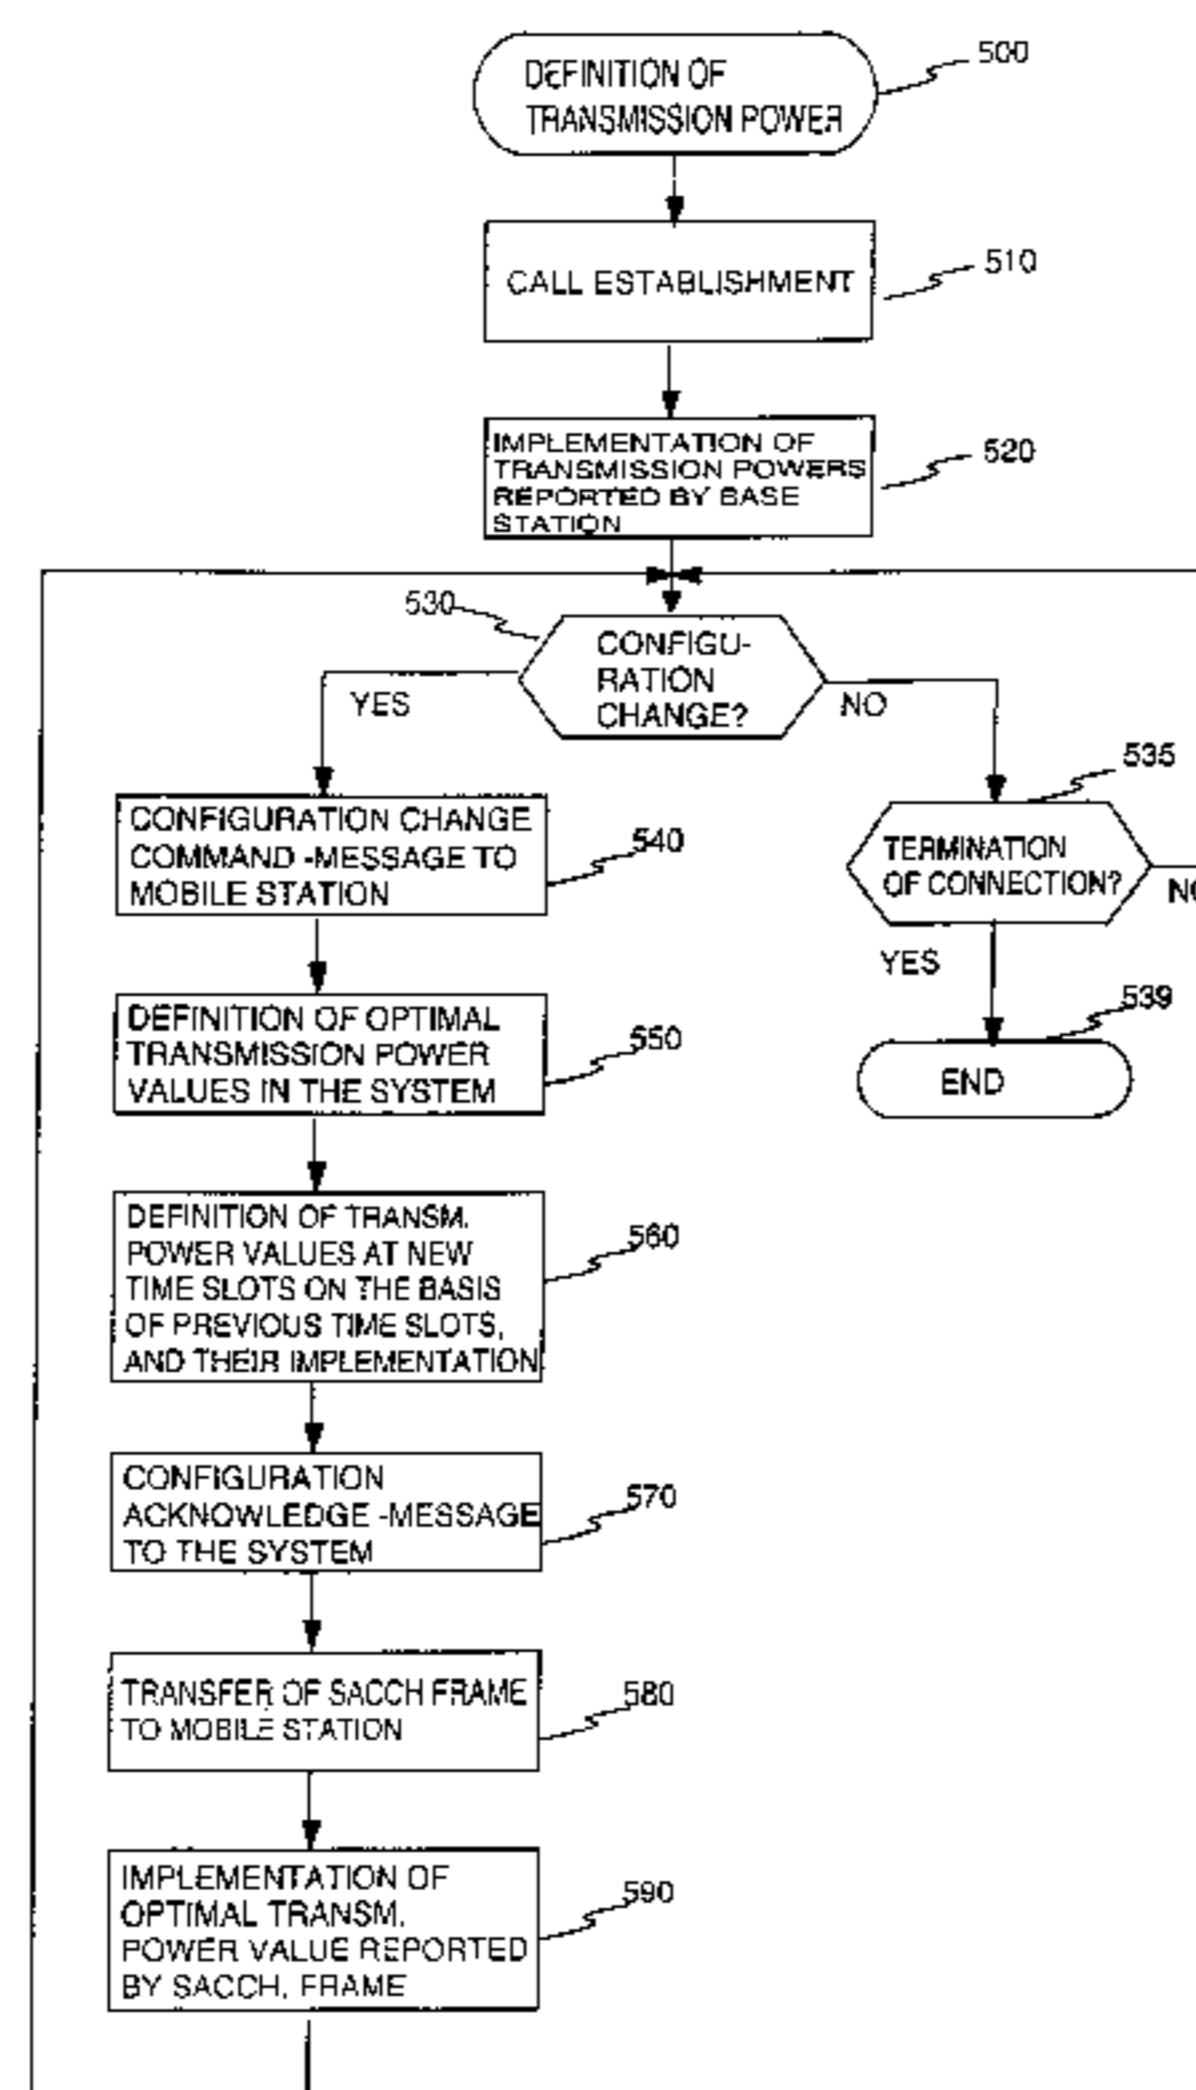 DEFINITION OF
TRANSMISSION POWER
500
CALL ESTABLISHMENT
510
IMPLEMENTATION OF
TRANSMISSION POWERS
REPORTED BY BASE
STATION
520
530
CONFIGU-
RATION
CHANGE?
YES
NO
535
CONFIGURATION CHANGE
COMMAND -MESSAGE TO
MOBILE STATION
540
TERMINATION
OF CONNECTION?
NO
YES
539
END
DEFINITION OF OPTIMAL
TRANSMISSION POWER
VALUES IN THE SYSTEM
550
DEFINITION OF TRANSM.
POWER VALUES AT NEW
TIME SLOTS ON THE BASIS
OF PREVIOUS TIME SLOTS,
AND THEIR IMPLEMENTATION
560
CONFIGURATION
ACKNOWLEDGE -MESSAGE
TO THE SYSTEM
570
TRANSFER OF SACCH FRAME
TO MOBILE STATION
580
IMPLEMENTATION OF
OPTIMAL TRANSM.
POWER VALUE REPORTED
BY SACCH. FRAME
590